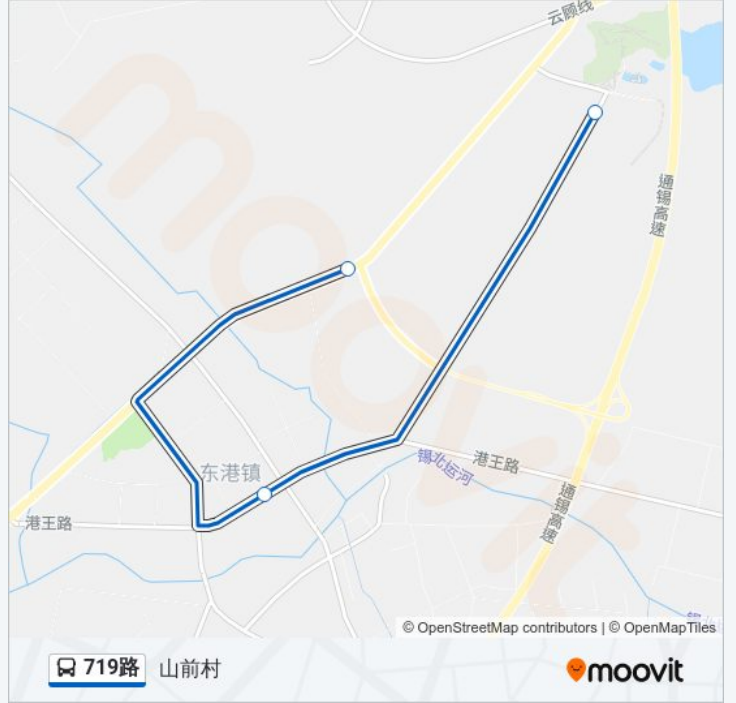 云顾线
通锡高速
东港镇
锡北运河
港王路
港王路
通锡高速
moovit
© OpenStreetMap contributors | © OpenMapTiles
719路 山前村
moovit